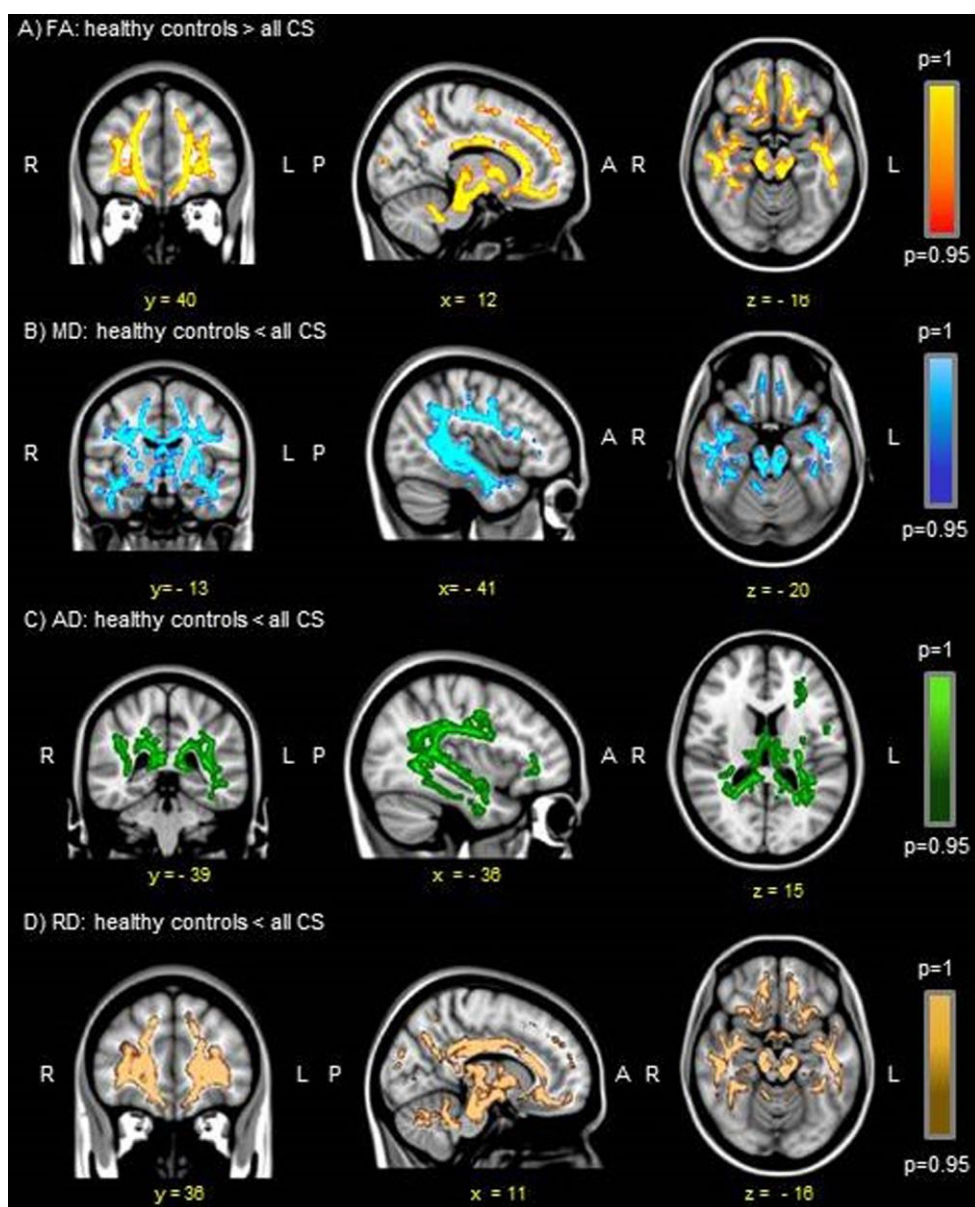 A) FA: healthy controls > all CS
p=1
R L P A R L
p=0.95
y = 40 x = 12 z = - 16
B) MD: healthy controls < all CS
p=1
R L P A R L
p=0.95
y= - 13 x= - 41 z = - 20
C) AD: healthy controls < all CS
p=1
R L P A R L
p=0.95
y = - 39 x = - 36 z = 15
D) RD: healthy controls < all CS
p=1
R L P A R L
p=0.95
y = 36 x = 11 z = - 16